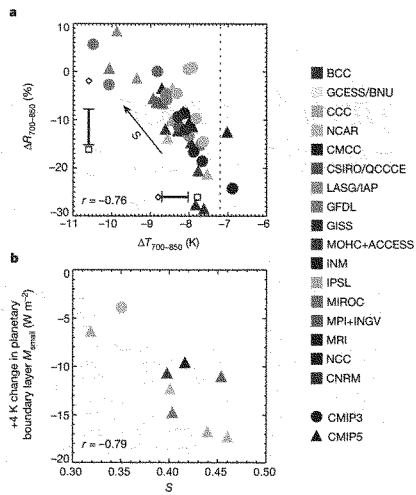 a
10
0
−10
−20
−30
ΔR700–850 (%)
S
r = −0.76
−11
−10
−9
−8
−7
−6
ΔT700–850 (K)
b
0
−5
−10
−15
−20
+4 K change in planetary
boundary layer Msmall (W m−2)
r = −0.79
0.30
0.35
0.40
0.45
0.50
S
BCC
GCESS/BNU
CCC
NCAR
CMCC
CSIRO/QCCCE
LASG/IAP
GFDL
GISS
MOHC+ACCESS
INM
IPSL
MIROC
MPI+INGV
MRI
NCC
CNRM
CMIP3
CMIP5